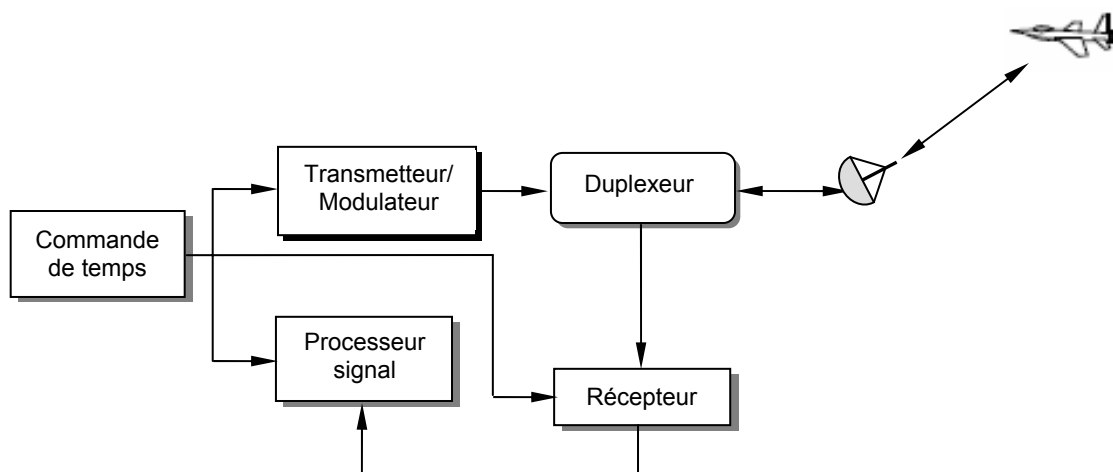 Transmetteur/
Modulateur
Duplexeur
Commande
de temps
Processeur
signal
Récepteur